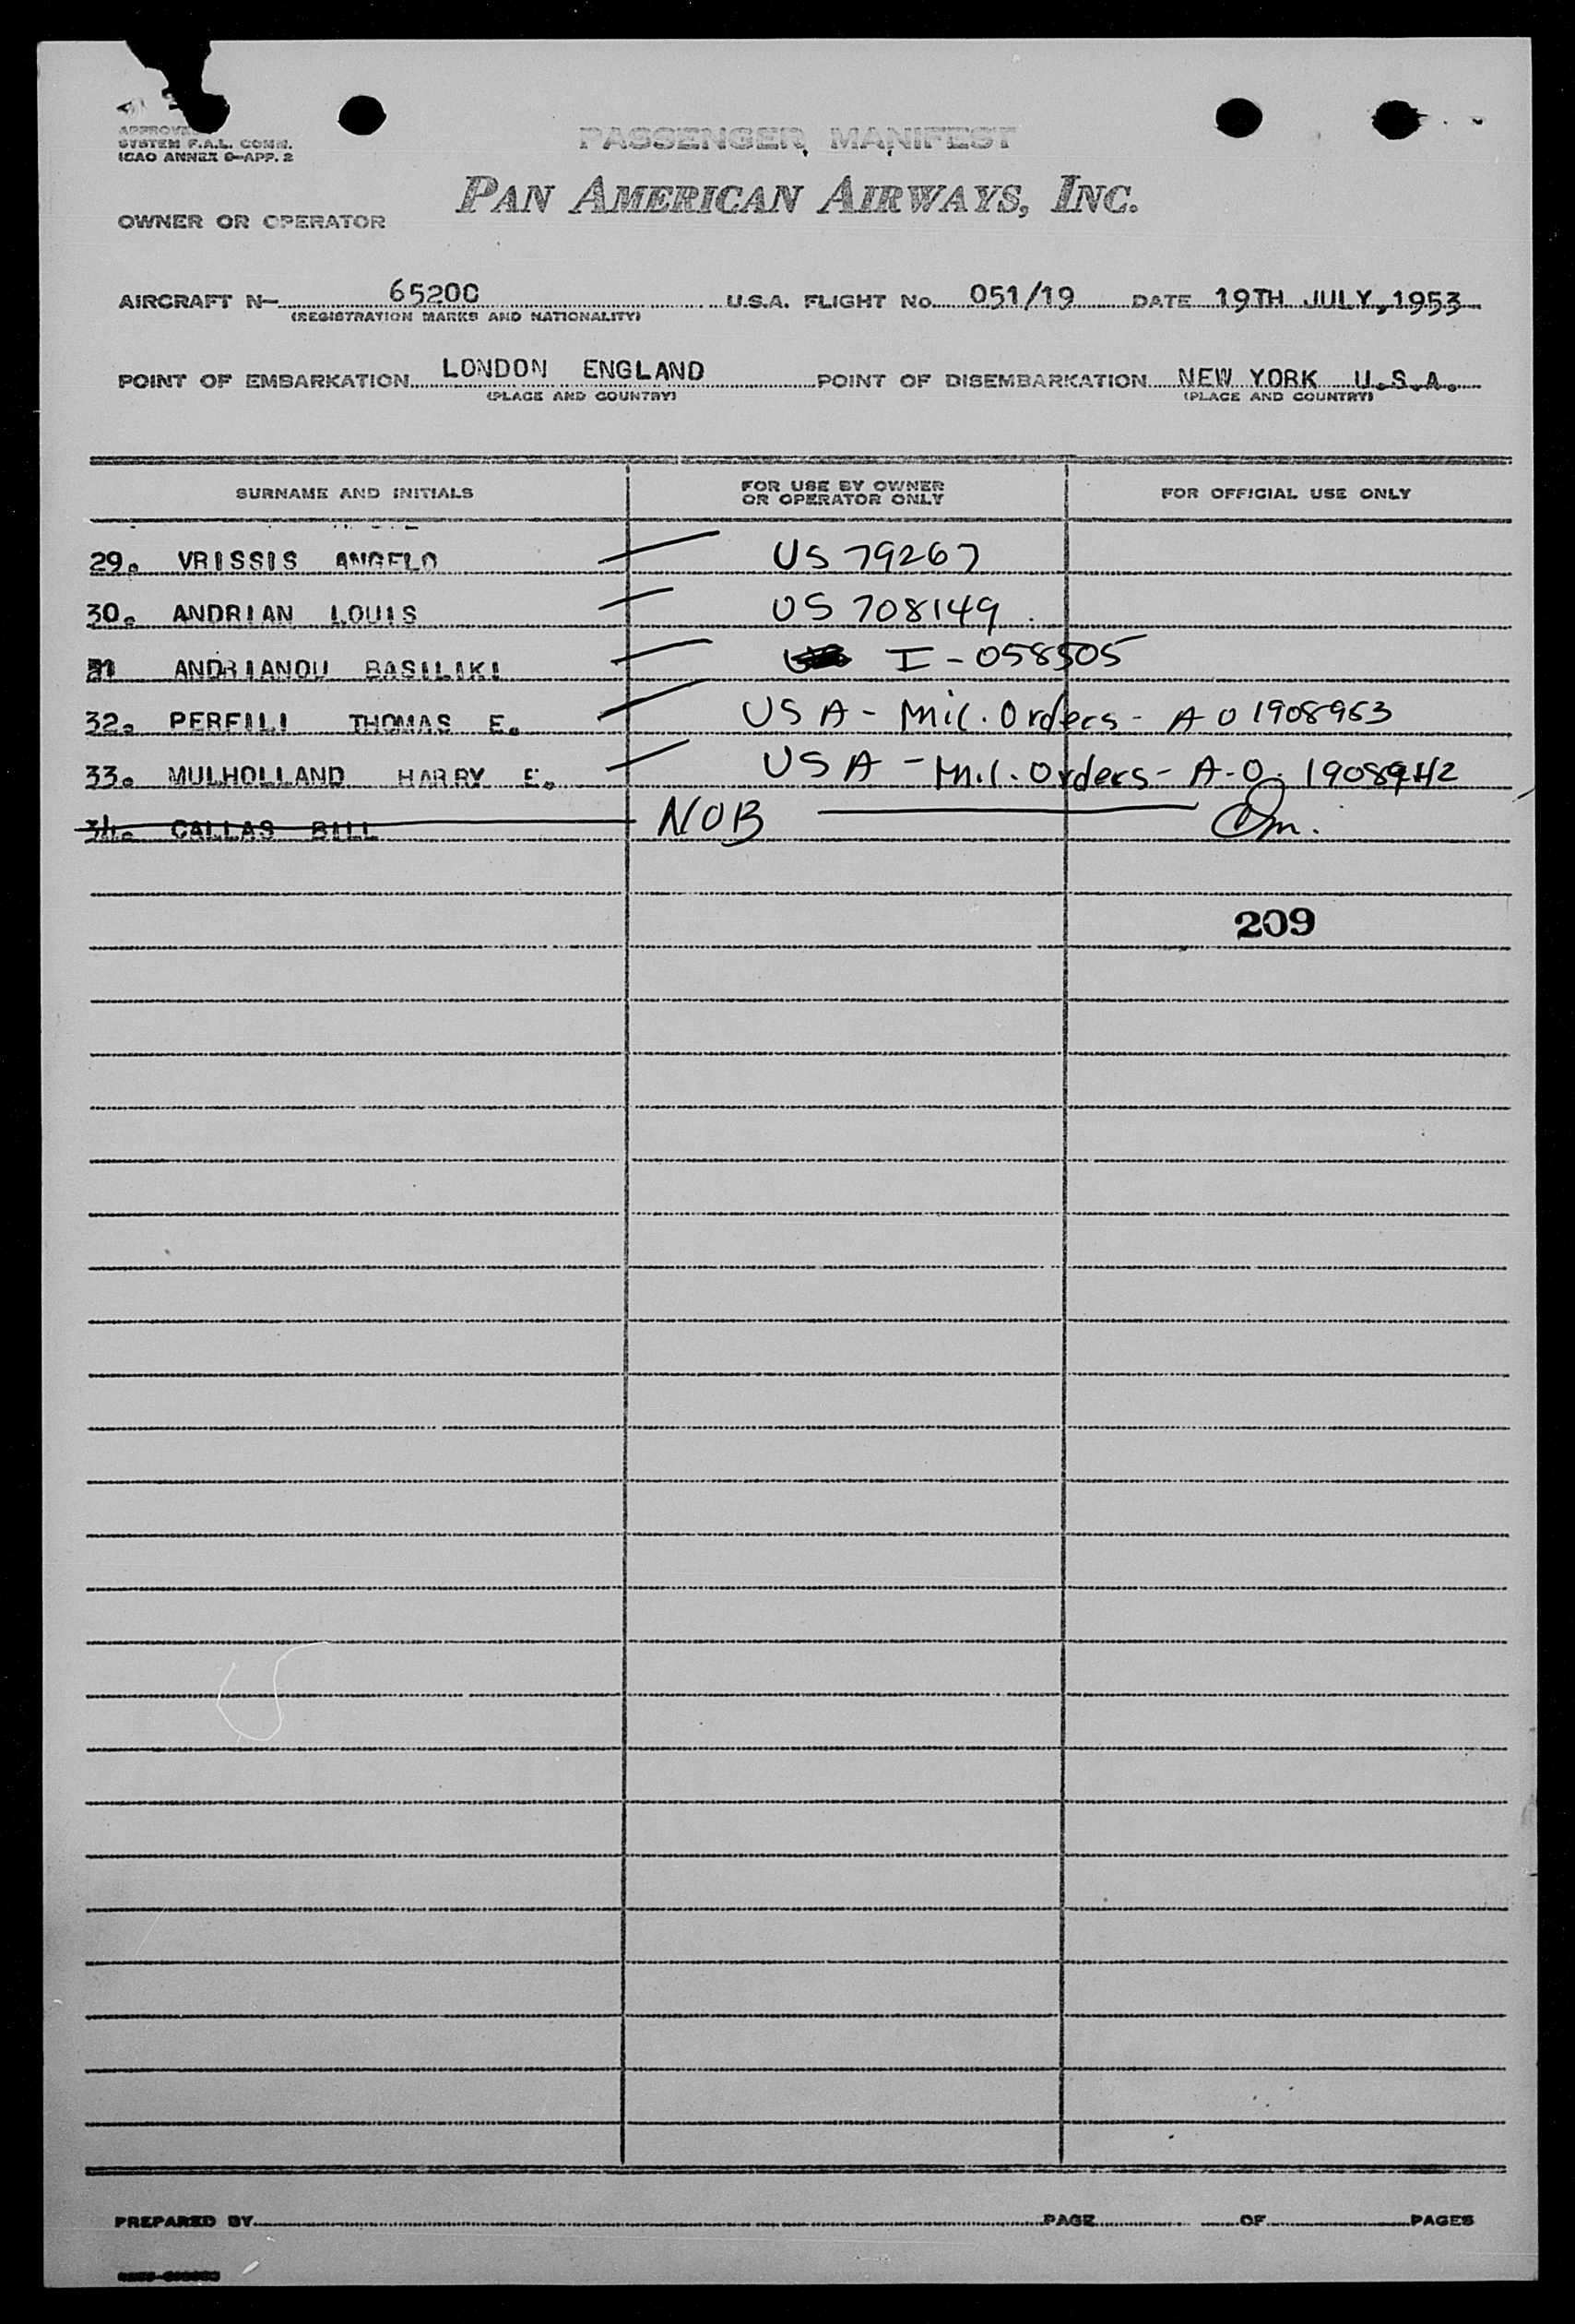 APPROVED
SYSTEM F.A.L. COMM.
ICAO ANNEX 9-APP. 2
PASSENGER MANIFEST
PAN AMERICAN AIRWAYS, INC.
OWNER OR OPERATOR
AIRCRAFT N- 6520C U.S.A. FLIGHT No. 051/19 DATE 19TH JULY, 1953
(REGISTRATION MARKS AND NATIONALITY)
POINT OF EMBARKATION LONDON ENGLAND POINT OF DISEMBARKATION NEW YORK U.S.A.
(PLACE AND COUNTRY) (PLACE AND COUNTRY)
SURNAME AND INITIALS FOR USE BY OWNER OR OPERATOR ONLY FOR OFFICIAL USE ONLY
29. VRISSIS ANGELO US 79267
30. ANDRIAN LOUIS US 708149
31 ANDRIANOU BASILIKI I-058505
32. PERFILI THOMAS E. USA - Mil. Orders - AO 1908953
33. MULHOLLAND HARRY E. USA - Mil. Orders - A-O. 1908942
34. CALLAS BILL NOB
209
PREPARED BY PAGE OF PAGES